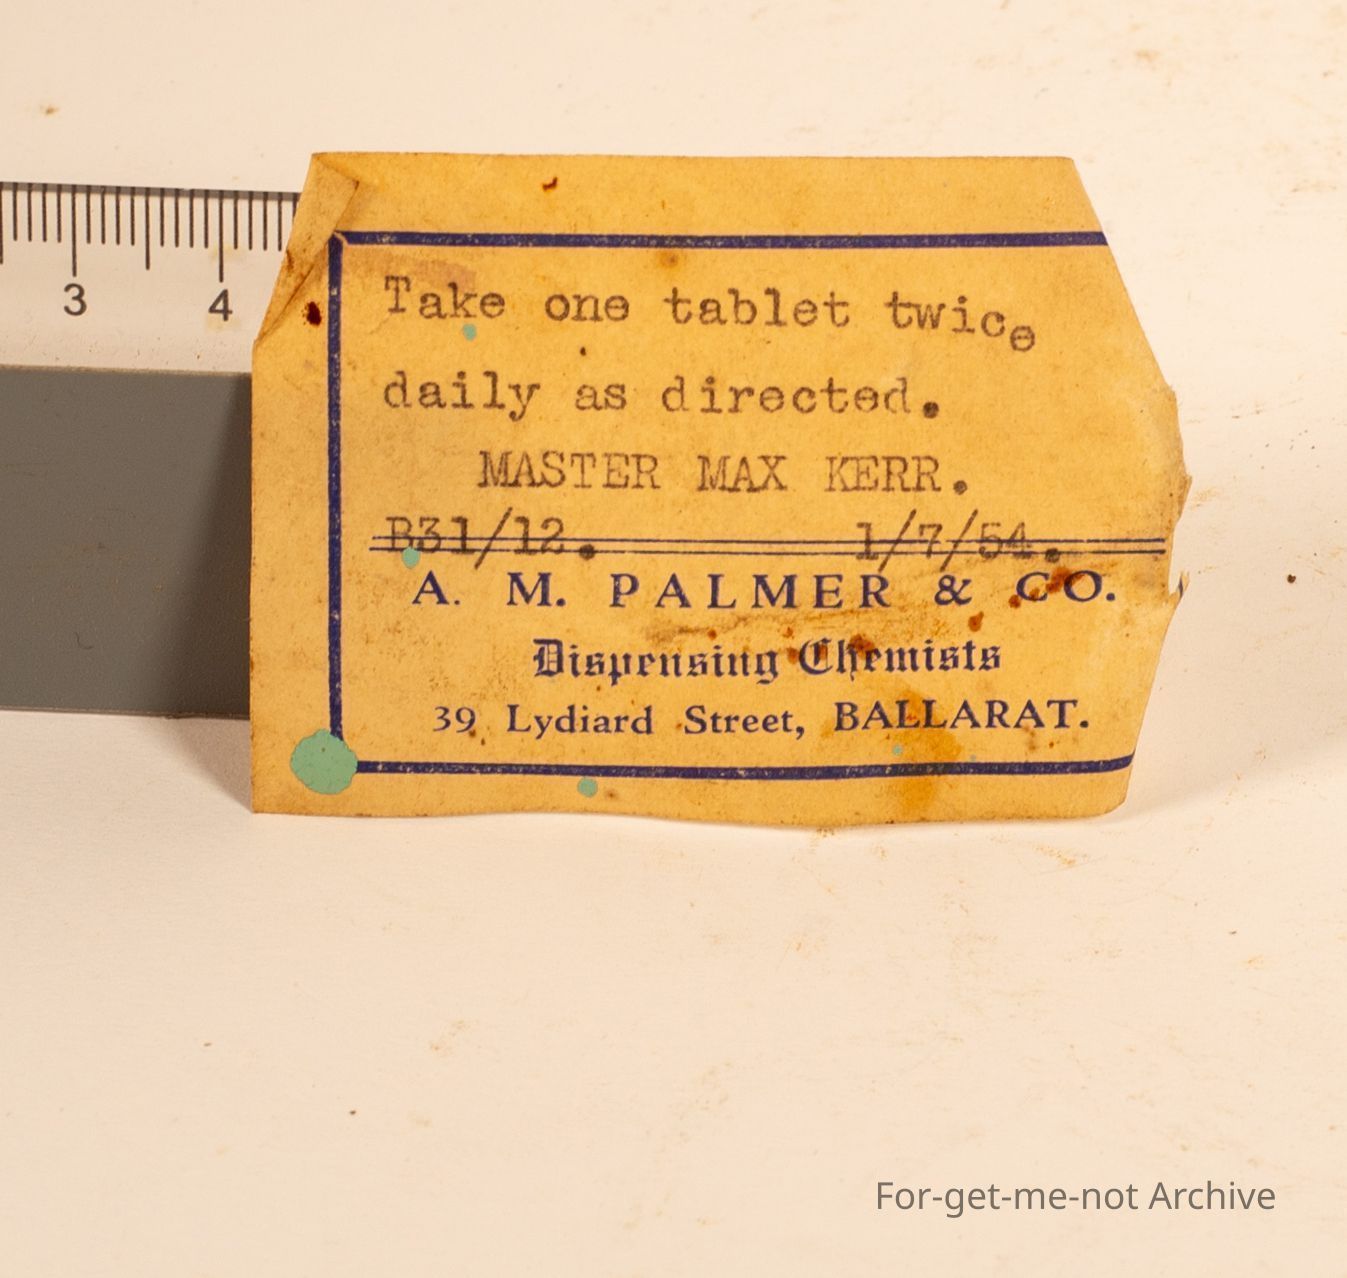 3 4
Take one tablet twice
daily as directed.
MASTER MAX KERR.
B31/12. 1/7/54.
A. M. PALMER & CO.
Dispensing Chemists
39 Lydiard Street, BALLARAT.
For-get-me-not Archive